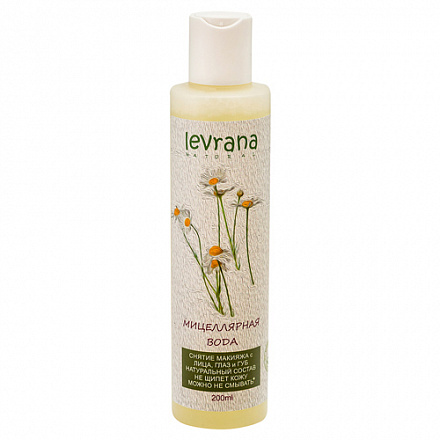 levrana
NATURAL
МИЦЕЛЛЯРНАЯ
ВОДА
СНЯТИЕ МАКИЯЖА с
ЛИЦА, ГЛАЗ и ГУБ
НАТУРАЛЬНЫЙ СОСТАВ
НЕ ЩИПЕТ КОЖУ
МОЖНО НЕ СМЫВАТЬ*
200ml